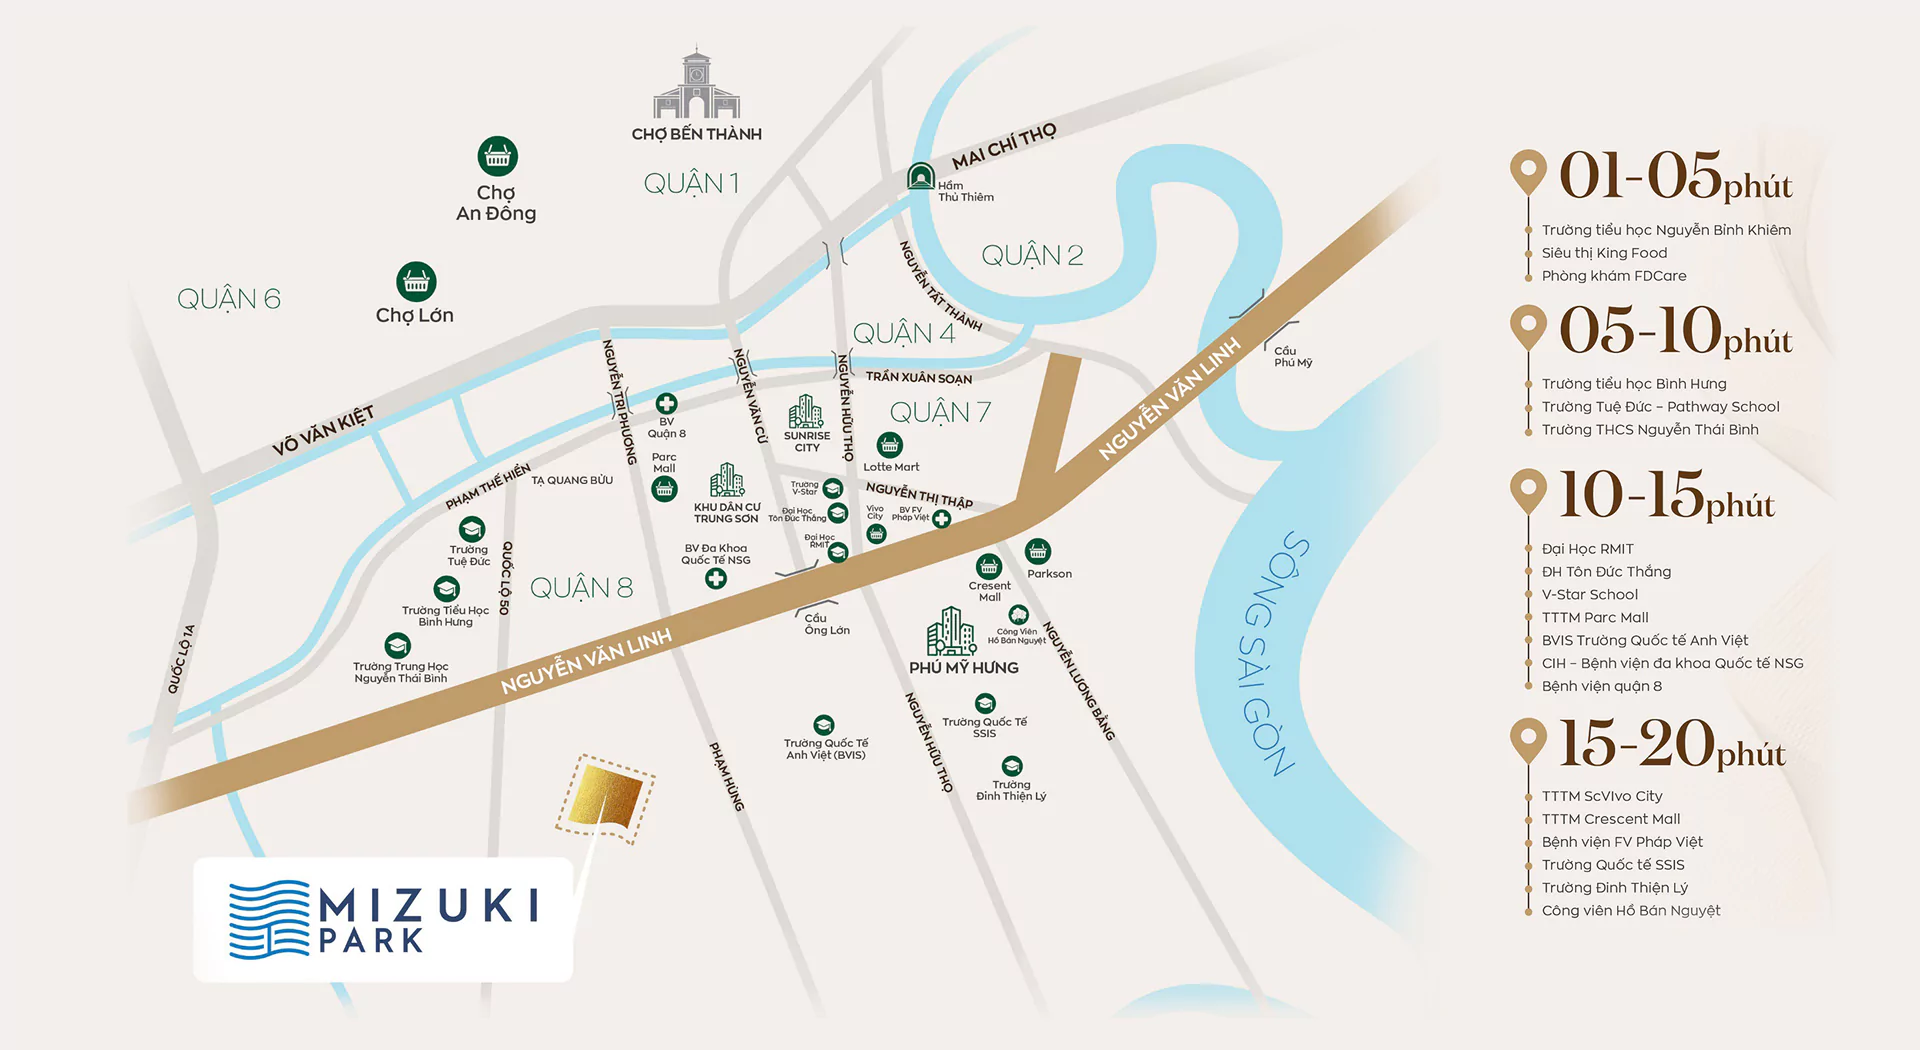 CHỢ BẾN THÀNH
QUẬN 1
Chợ
An Đông
Chợ Lớn
QUẬN 6
MAI CHÍ THỌ
Hầm
Thủ Thiêm
QUẬN 2
NGUYỄN TẤT THÀNH
QUẬN 4
Cầu
Phú Mỹ
NGUYỄN VĂN LINH
TRẦN XUÂN SOẠN
QUẬN 7
VÕ VĂN KIỆT
NGUYỄN TRI PHƯƠNG
NGUYỄN VĂN CỪ
NGUYỄN HỮU THỌ
BV
Quận 8
SUNRISE
CITY
Lotte Mart
Parc
Mall
PHẠM THẾ HIỂN
TẠ QUANG BỬU
KHU DÂN CƯ
TRUNG SƠN
Trường
V-Star
Đại Học
Tôn Đức Thắng
Đại Học
RMIT
NGUYỄN THỊ THẬP
Vivo
City
BV FV
Pháp Việt
Trường
Tuệ Đức
QUỐC LỘ 50
QUẬN 8
BV Đa Khoa
Quốc Tế NSG
Parkson
Cresent
Mall
Trường Tiểu Học
Bình Hưng
Cầu
Ông Lớn
Công Viên
Hồ Bán Nguyệt
PHÚ MỸ HƯNG
NGUYỄN LƯƠNG BẰNG
SÔNG SÀI GÒN
QUỐC LỘ 1A
Trường Trung Học
Nguyễn Thái Bình
NGUYỄN VĂN LINH
Trường Quốc Tế
SSIS
Trường Quốc Tế
Anh Việt (BVIS)
NGUYỄN HỮU THỌ
PHẠM HÙNG
Trường
Đinh Thiện Lý
MIZUKI
PARK
01-05phút
Trường tiểu học Nguyễn Bỉnh Khiêm
Siêu thị King Food
Phòng khám FDCare
05-10phút
Trường tiểu học Bình Hưng
Trường Tuệ Đức – Pathway School
Trường THCS Nguyễn Thái Bình
10-15phút
Đại Học RMIT
ĐH Tôn Đức Thắng
V-Star School
TTTM Parc Mall
BVIS Trường Quốc tế Anh Việt
CIH – Bệnh viện đa khoa Quốc tế NSG
Bệnh viện quận 8
15-20phút
TTTM ScVIvo City
TTTM Crescent Mall
Bệnh viện FV Pháp Việt
Trường Quốc tế SSIS
Trường Đinh Thiện Lý
Công viên Hồ Bán Nguyệt